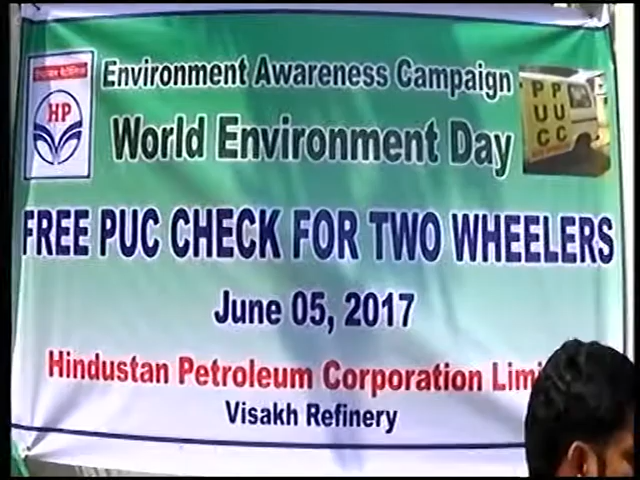 Environment Awareness Campaign
HP
World Environment Day
P P
U U
C C
FREE PUC CHECK FOR TWO WHEELERS
June 05, 2017
Hindustan Petroleum Corporation Limi
Visakh Refinery